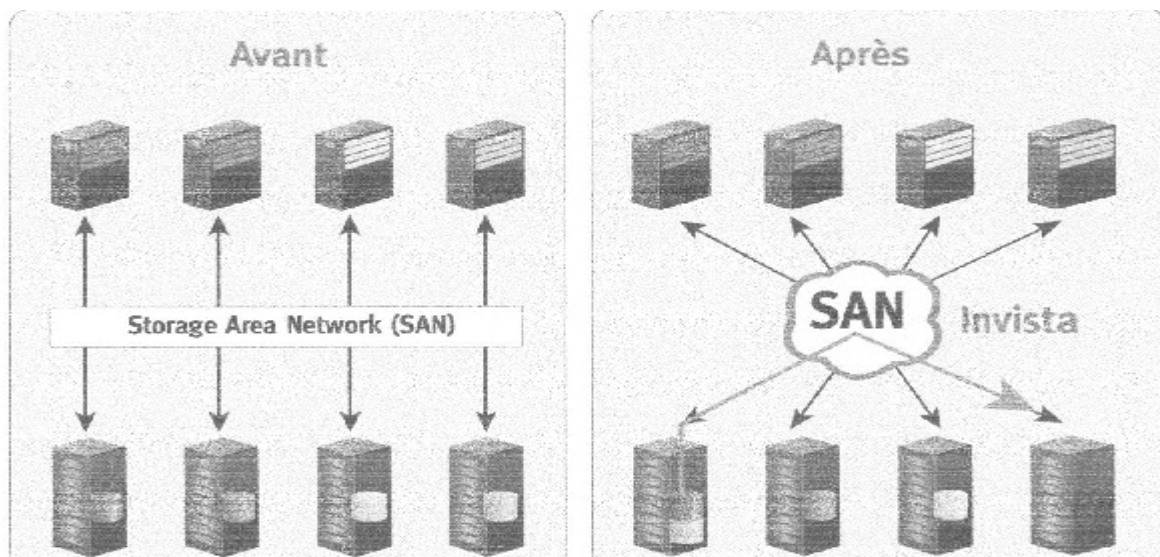 Avant
Storage Area Network (SAN)
Après
SAN
Invista